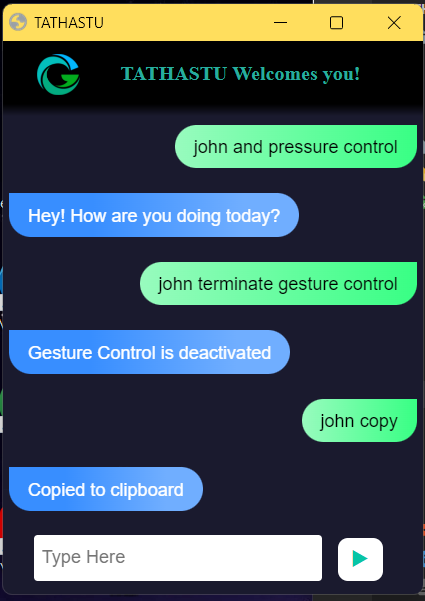 TATHASTU
TATHASTU Welcomes you!
john and pressure control
Hey! How are you doing today?
john terminate gesture control
Gesture Control is deactivated
john copy
Copied to clipboard
Type Here